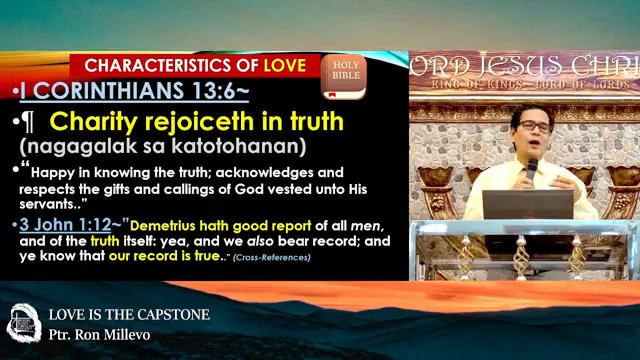 CHARACTERISTICS OF LOVE
HOLY
BIBLE
•I CORINTHIANS 13:6~
•¶ Charity rejoiceth in truth
(nagagalak sa katotohanan)
•“Happy in knowing the truth; acknowledges and
respects the gifts and callings of God vested unto His
servants..”
•3 John 1:12~”Demetrius hath good report of all men,
and of the truth itself: yea, and we also bear record; and
ye know that our record is true..” (Cross-References)
ORD JESUS CHRI
KING OF KINGS LORD OF LORDS
LOVE IS THE CAPSTONE
Ptr. Ron Millevo